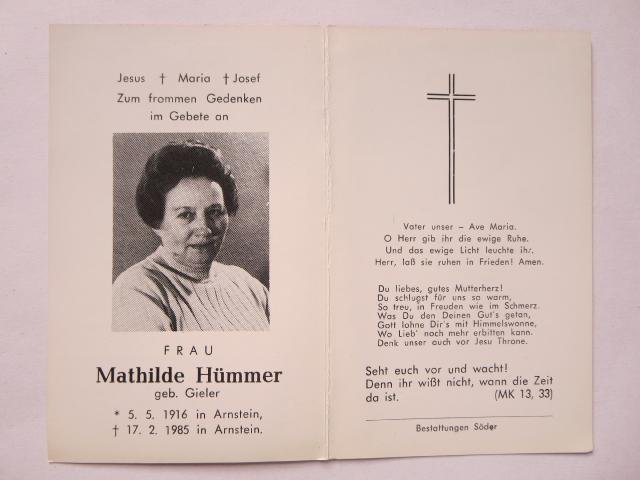 Jesus † Maria † Josef
Zum frommen Gedenken
im Gebete an
FRAU
Mathilde Hümmer
geb. Gieler
* 5. 5. 1916 in Arnstein,
† 17. 2. 1985 in Arnstein.
Vater unser – Ave Maria.
O Herr gib ihr die ewige Ruhe.
Und das ewige Licht leuchte ihr.
Herr, laß sie ruhen in Frieden! Amen.
Du liebes, gutes Mutterherz!
Du schlugst für uns so warm,
So treu, in Freuden wie im Schmerz.
Was Du den Deinen Gut's getan,
Gott lohne Dir's mit Himmelswonne,
Wo Lieb' noch mehr erbitten kann.
Denk unser auch vor Jesu Throne.
Seht euch vor und wacht!
Denn ihr wißt nicht, wann die Zeit
da ist. (MK 13, 33)
Bestattungen Söder